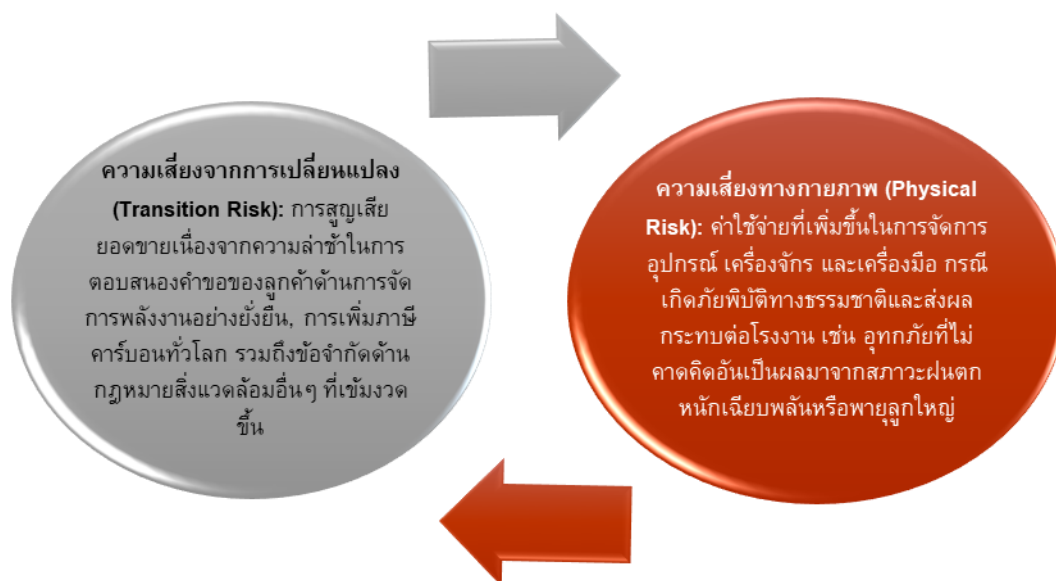 ความเสี่ยงจากการเปลี่ยนแปลง
(Transition Risk): การสูญเสีย
ยอดขายเนื่องจากความล่าช้าในการ
ตอบสนองคำขอของลูกค้าด้านการจัด
การพลังงานอย่างยั่งยืน, การเพิ่มภาษี
คาร์บอนทั่วโลก รวมถึงข้อจำกัดด้าน
กฎหมายสิ่งแวดล้อมอื่นๆ ที่เข้มงวด
ขึ้น
ความเสี่ยงทางกายภาพ (Physical
Risk): ค่าใช้จ่ายที่เพิ่มขึ้นในการจัดการ
อุปกรณ์ เครื่องจักร และเครื่องมือ กรณี
เกิดภัยพิบัติทางธรรมชาติและส่งผล
กระทบต่อโรงงาน เช่น อุทกภัยที่ไม่
คาดคิดอันเป็นผลมาจากสภาวะฝนตก
หนักเฉียบพลันหรือพายุลูกใหญ่